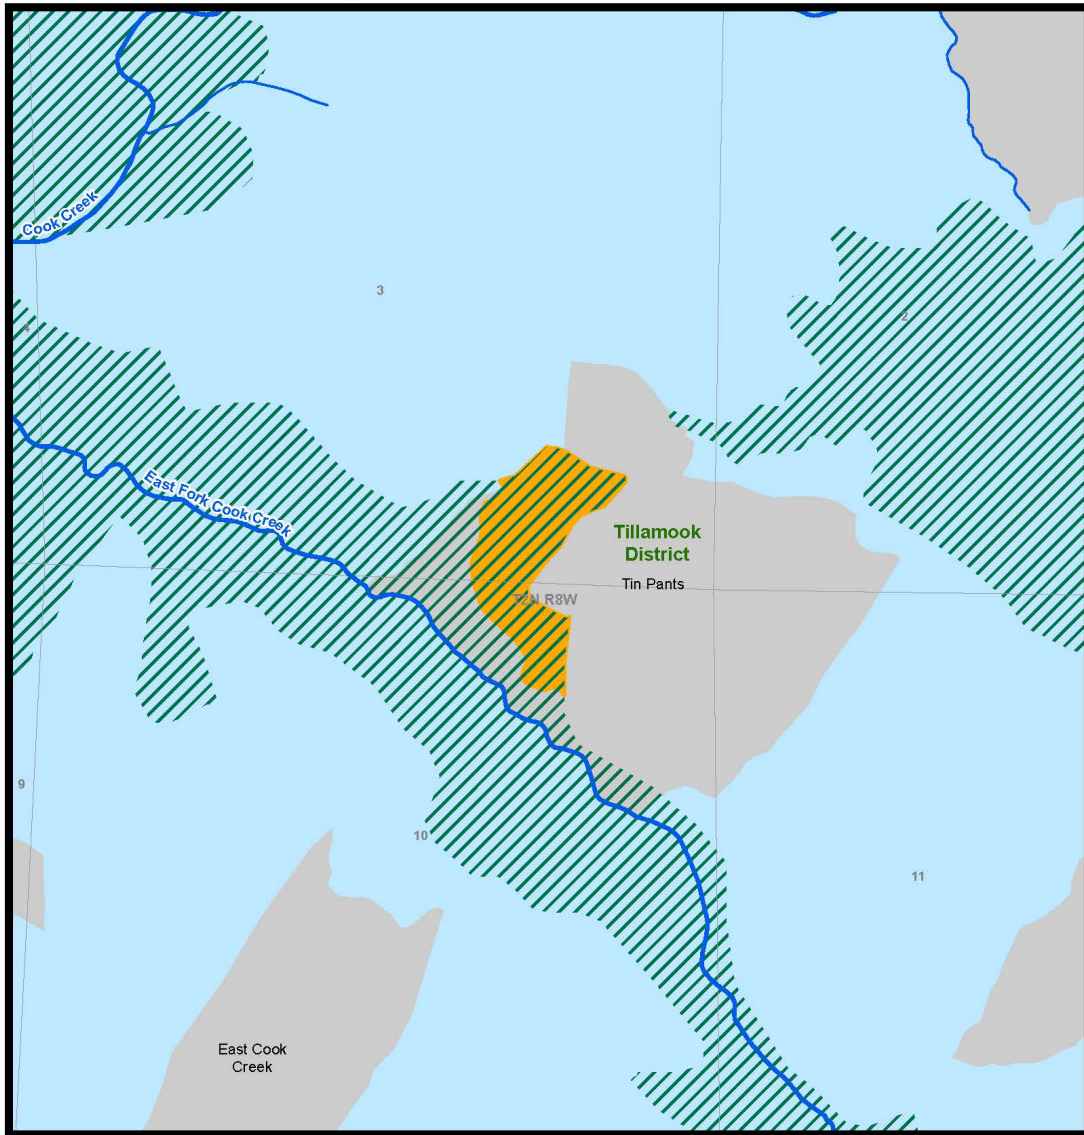 Cook Creek
3
2
4
East Fork Cook Creek
Tillamook
District
Tin Pants
T2N R8W
9
10
11
East Cook
Creek